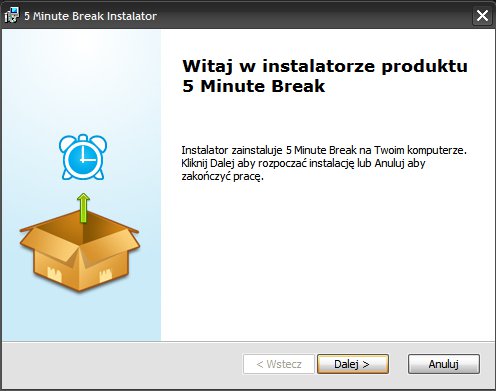 5 Minute Break Instalator
Witaj w instalatorze produktu
5 Minute Break
Instalator zainstaluje 5 Minute Break na Twoim komputerze.
Kliknij Dalej aby rozpocząć instalację lub Anuluj aby
zakończyć pracę.
< Wstecz
Dalej >
Anuluj